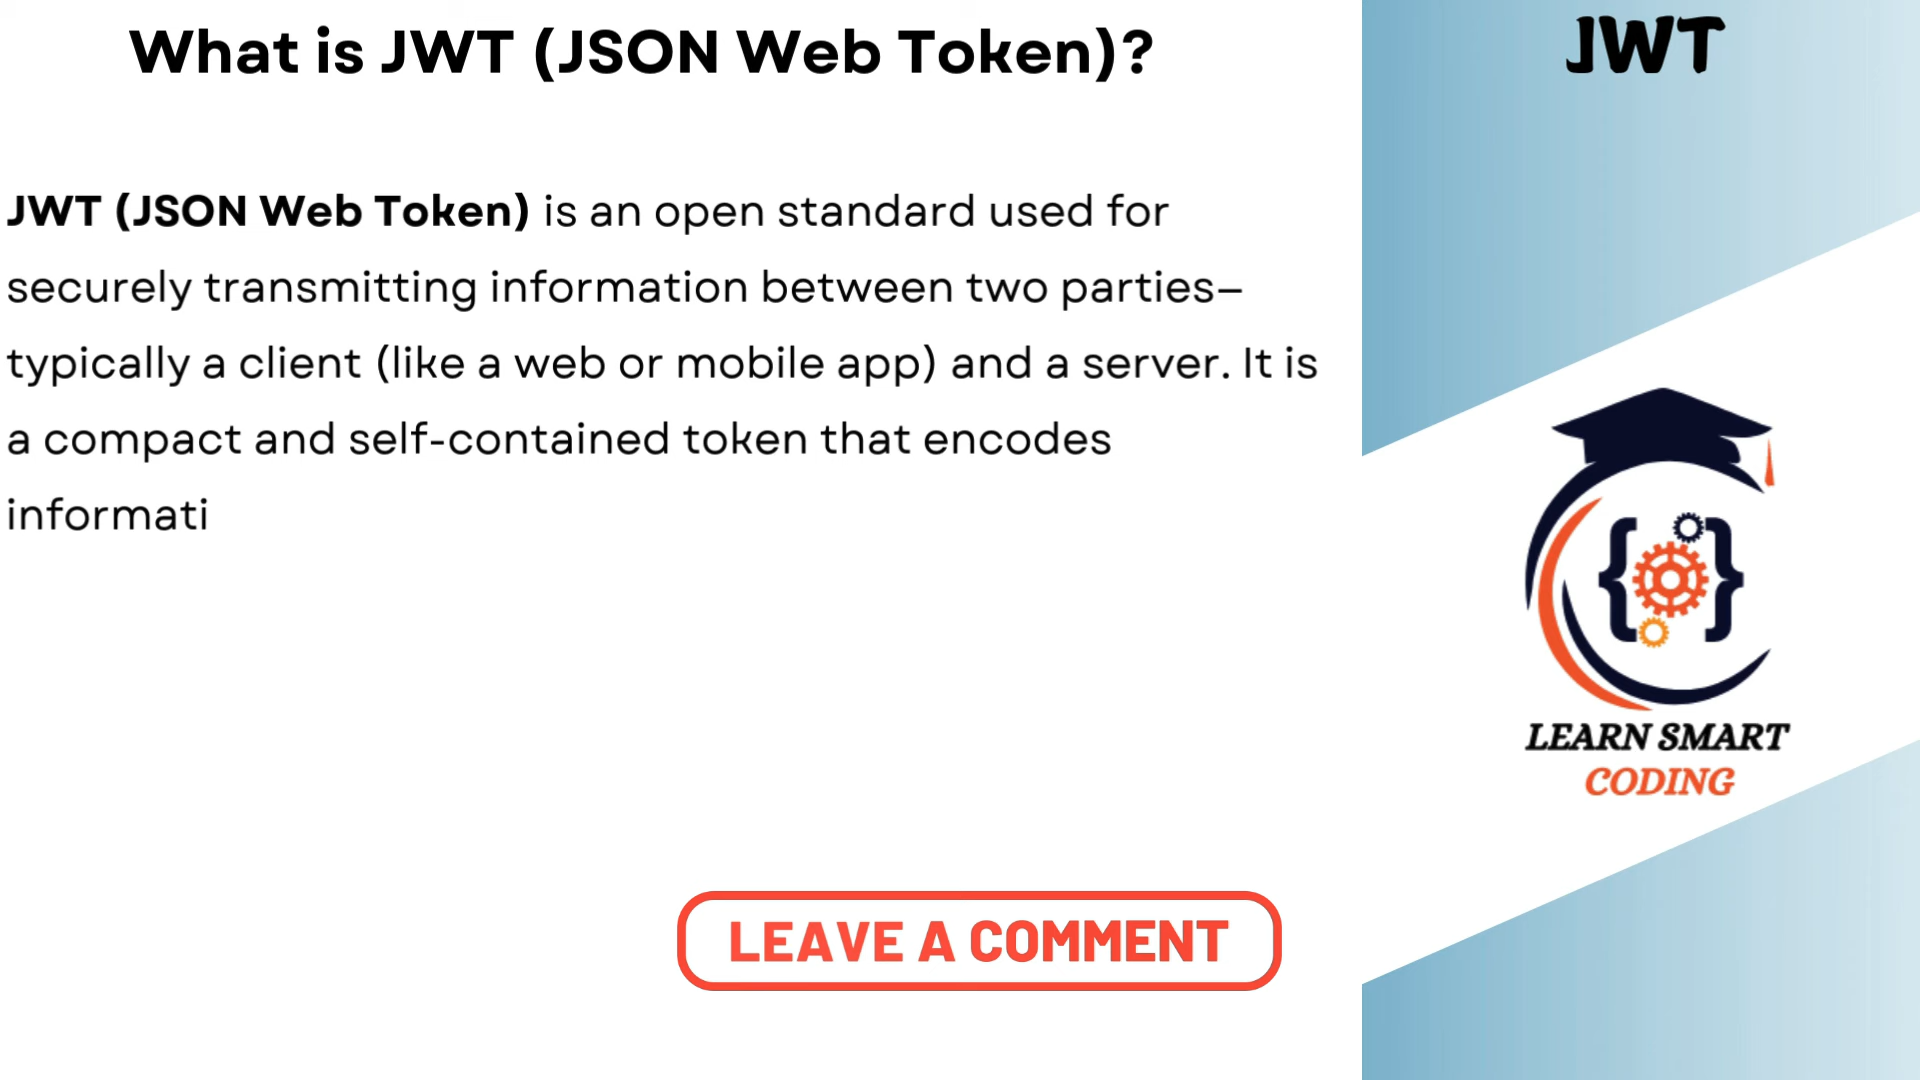 What is JWT (JSON Web Token)?
JWT
JWT (JSON Web Token) is an open standard used for
securely transmitting information between two parties—
typically a client (like a web or mobile app) and a server. It is
a compact and self-contained token that encodes
informati
LEARN SMART
CODING
LEAVE A COMMENT